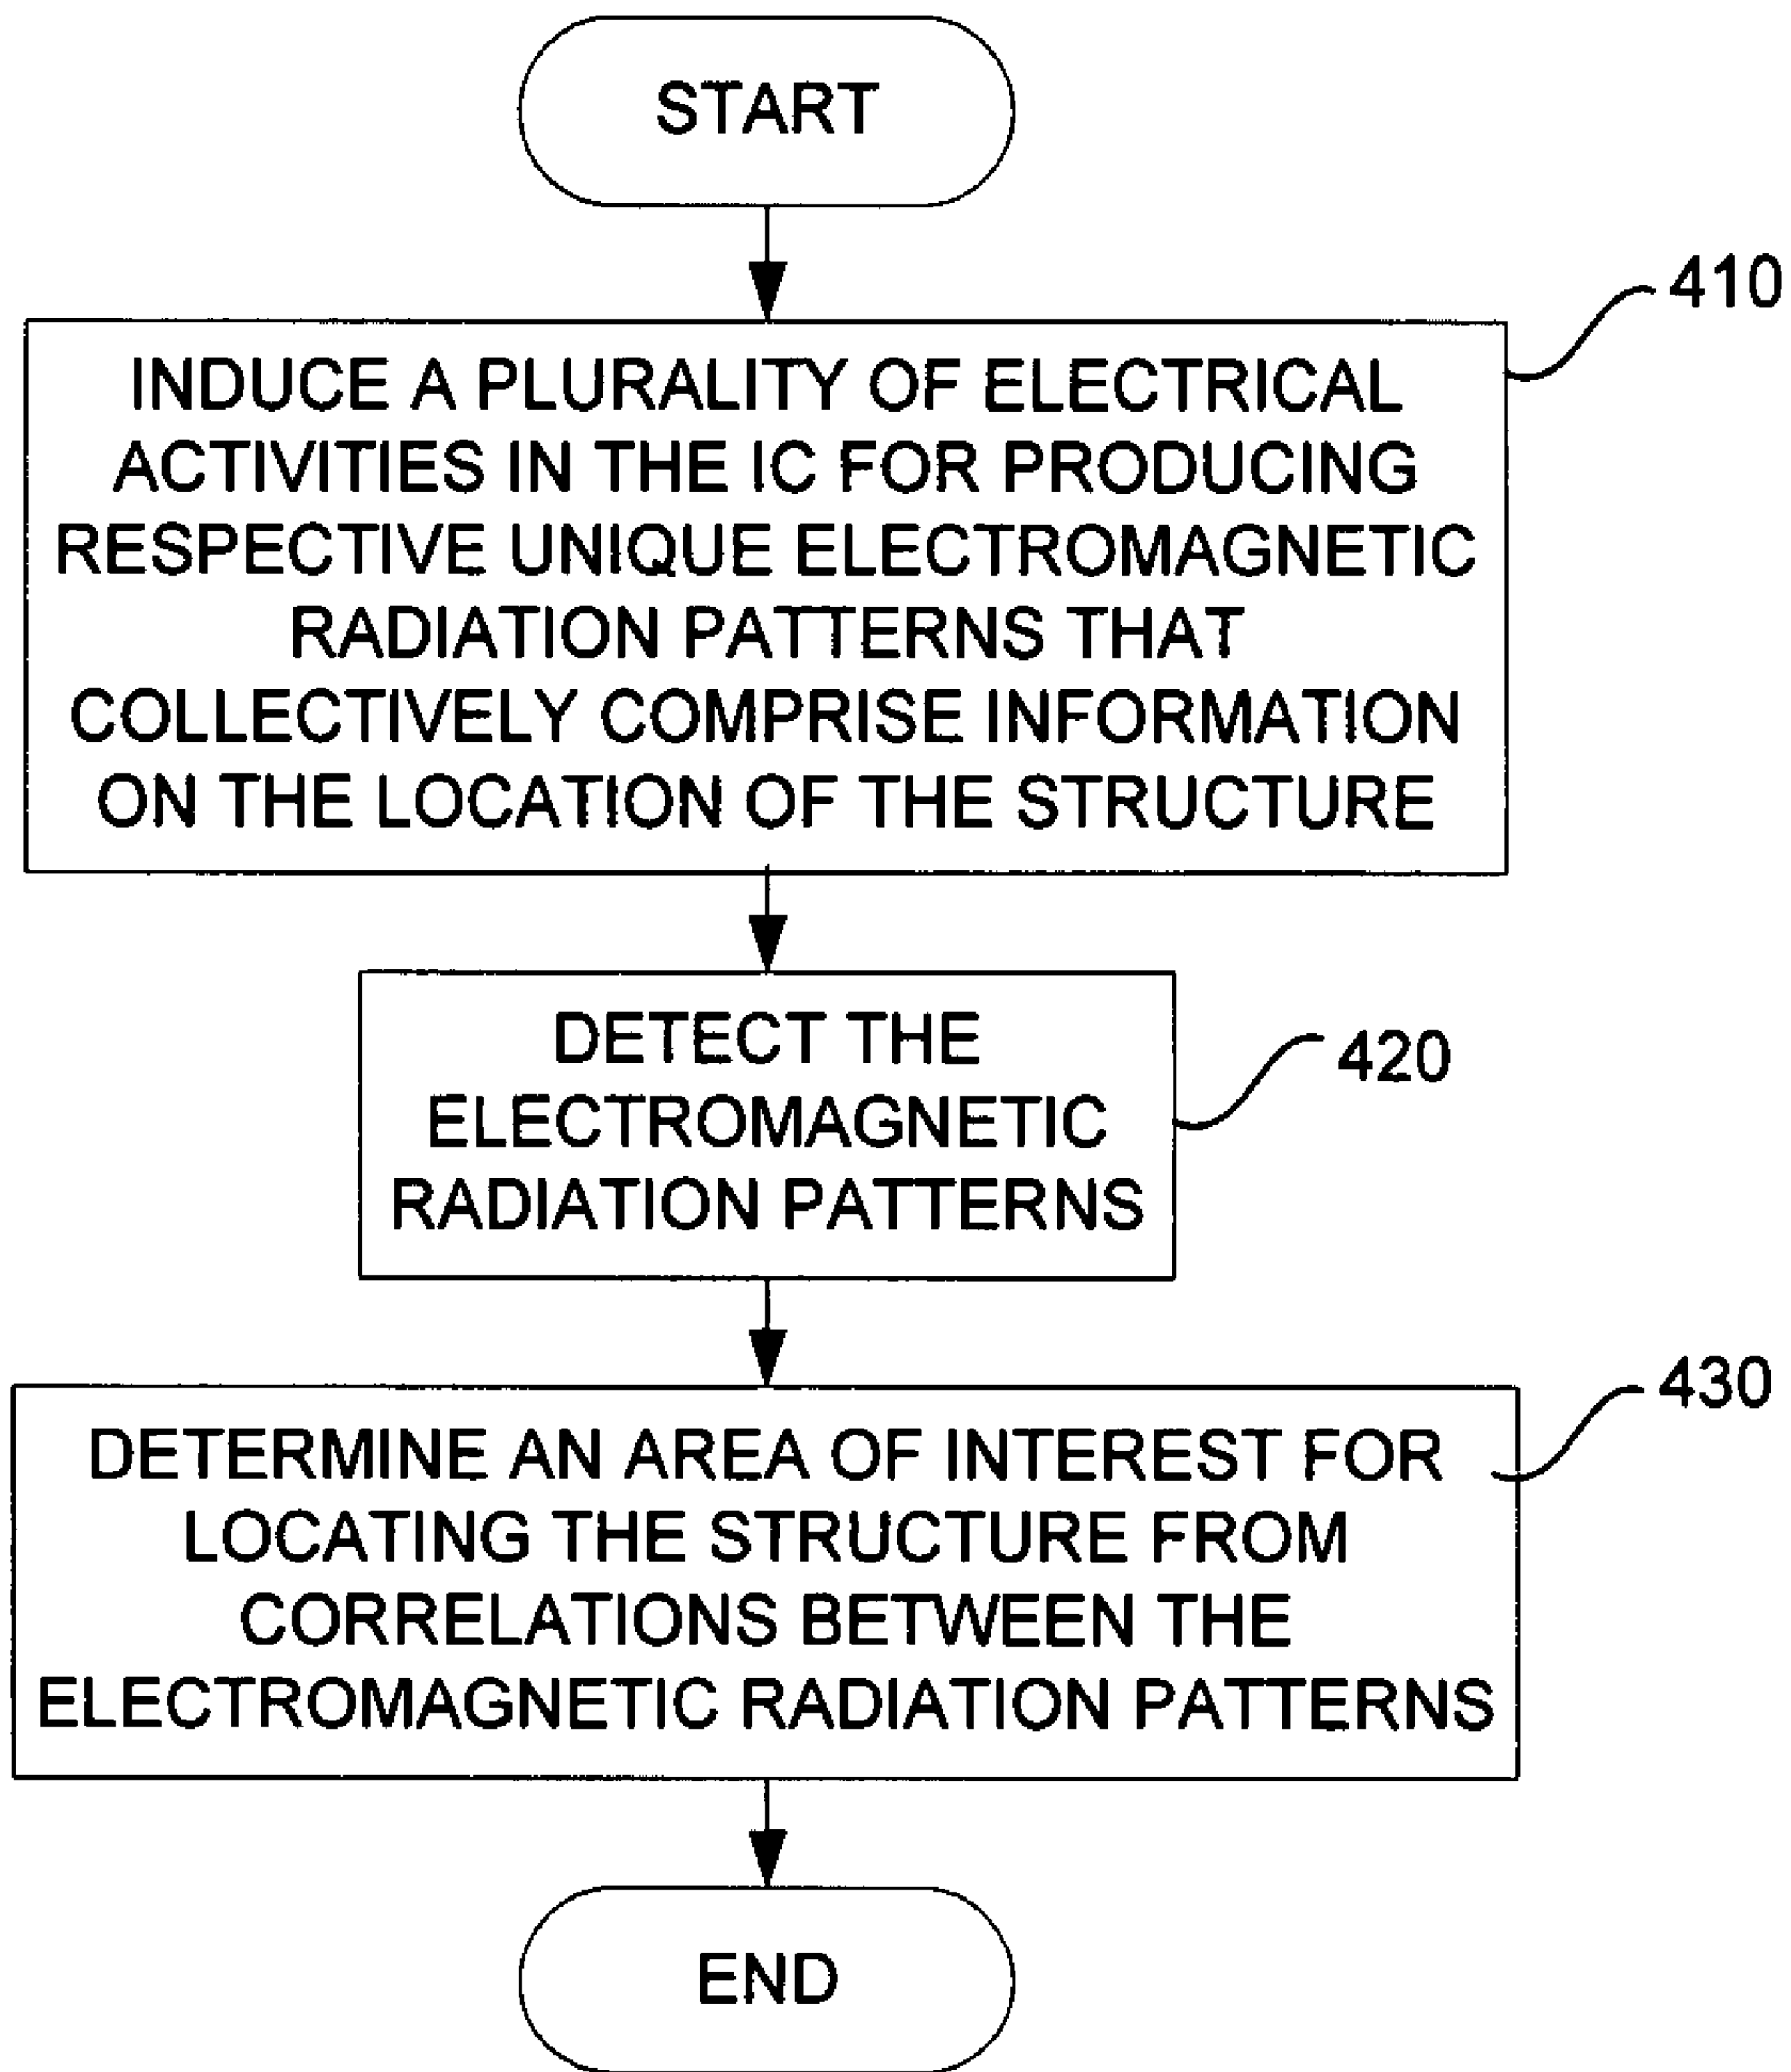 START
410
INDUCE A PLURALITY OF ELECTRICAL
ACTIVITIES IN THE IC FOR PRODUCING
RESPECTIVE UNIQUE ELECTROMAGNETIC
RADIATION PATTERNS THAT
COLLECTIVELY COMPRISE INFORMATION
ON THE LOCATION OF THE STRUCTURE
420
DETECT THE
ELECTROMAGNETIC
RADIATION PATTERNS
430
DETERMINE AN AREA OF INTEREST FOR
LOCATING THE STRUCTURE FROM
CORRELATIONS BETWEEN THE
ELECTROMAGNETIC RADIATION PATTERNS
END